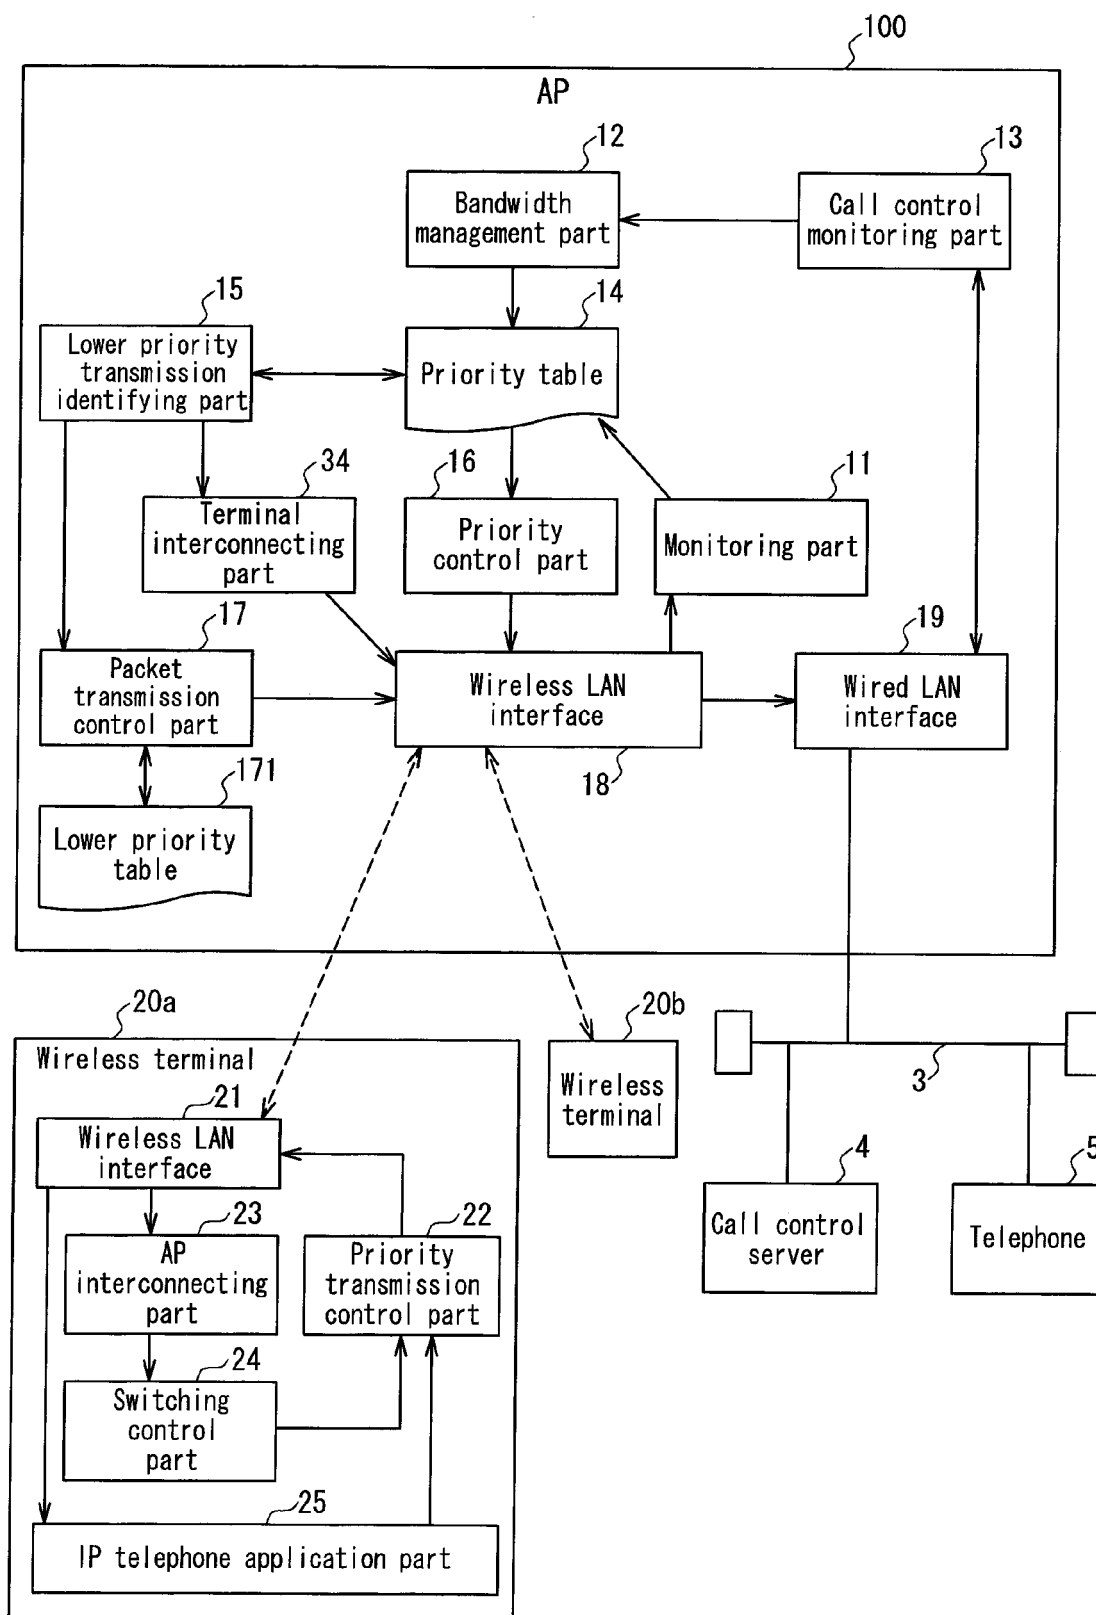 100
AP
12
13
Bandwidth
management part
Call control
monitoring part
15
14
Lower priority
transmission
identifying part
Priority table
34
16
11
Terminal
interconnecting
part
Priority
control part
Monitoring part
17
19
Packet
transmission
control part
Wireless LAN
interface
Wired LAN
interface
171
18
Lower priority
table
20a
20b
Wireless terminal
Wireless
terminal
3
21
Wireless LAN
interface
4
5
23
22
Call control
server
Telephone
AP
interconnecting
part
Priority
transmission
control part
24
Switching
control
part
25
IP telephone application part